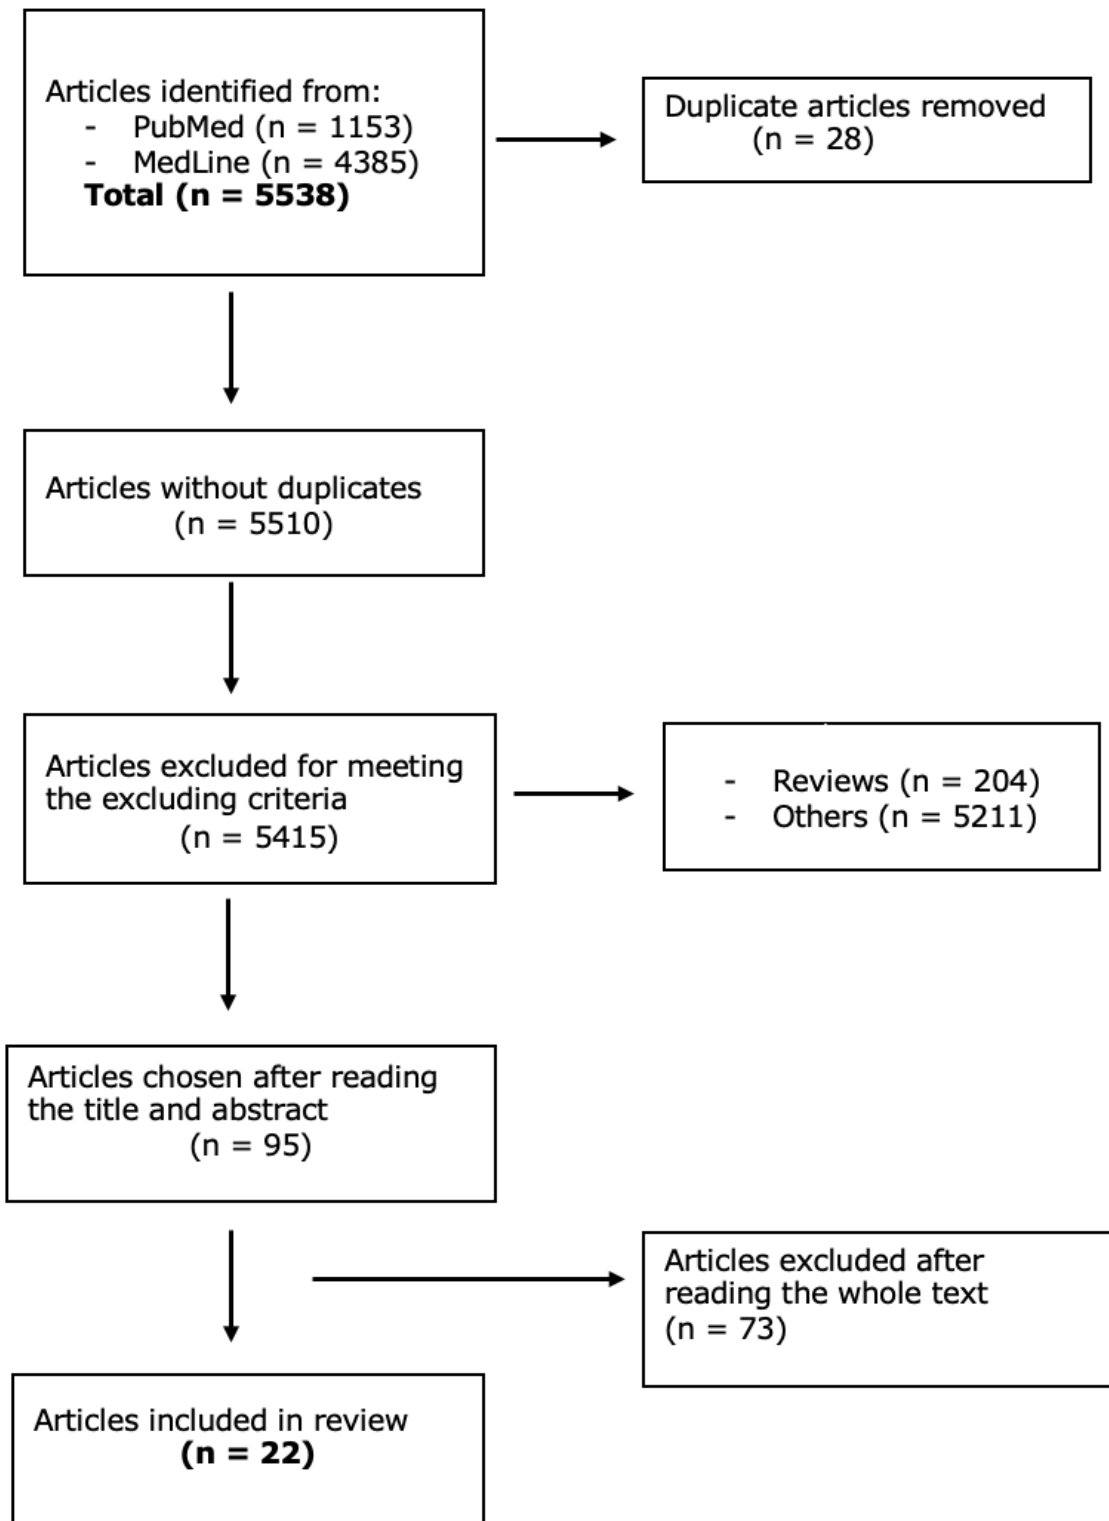 Articles identified from:
- PubMed (n = 1153)
- MedLine (n = 4385)
Total (n = 5538)
Duplicate articles removed
(n = 28)
Articles without duplicates
(n = 5510)
Articles excluded for meeting
the excluding criteria
(n = 5415)
- Reviews (n = 204)
- Others (n = 5211)
Articles chosen after reading
the title and abstract
(n = 95)
Articles excluded after
reading the whole text
(n = 73)
Articles included in review
(n = 22)